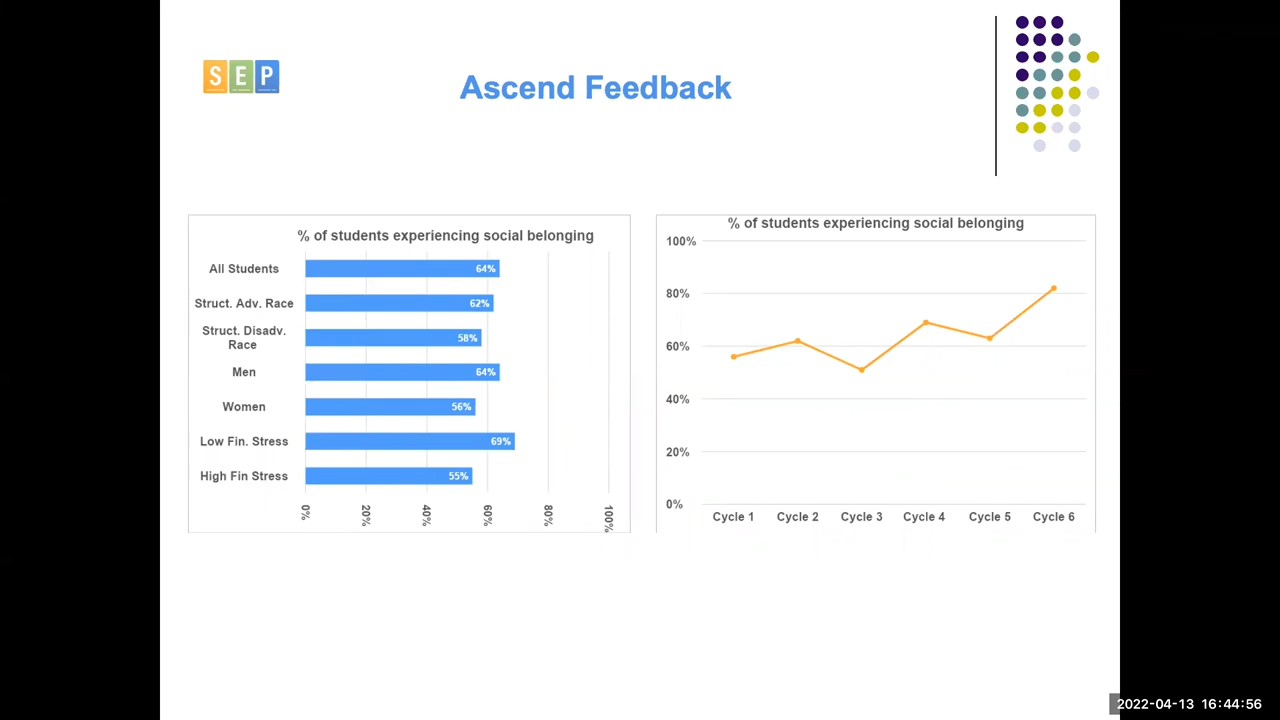 SEP
Ascend Feedback
% of students experiencing social belonging
All Students
64%
Struct. Adv. Race
62%
Struct. Disadv.
Race
58%
Men
64%
Women
56%
Low Fin. Stress
69%
High Fin Stress
55%
0%
20%
40%
60%
80%
100%
% of students experiencing social belonging
100%
80%
60%
40%
20%
0%
Cycle 1
Cycle 2
Cycle 3
Cycle 4
Cycle 5
Cycle 6
2022-04-13 16:44:56